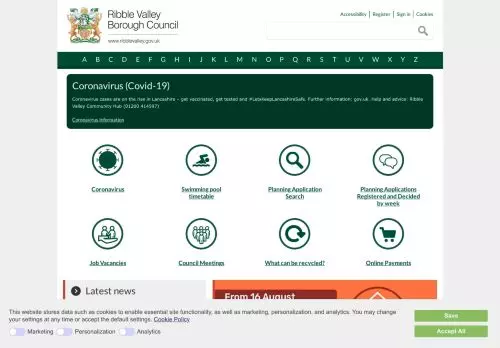 Ribble Valley
Borough Council
www.ribblevalley.gov.uk
Accessibility | Register | Sign in | Cookies
A B C D E F G H I J K L M N O P Q R S T U V W X Y Z
Coronavirus (Covid-19)
Coronavirus cases are on the rise in Lancashire - get vaccinated, get tested and #LetsKeepLancashireSafe. Further information: gov.uk. Help and advice: Ribble
Valley Community Hub (01200 414597)
Coronavirus information
Coronavirus
Swimming pool
timetable
Planning Application
Search
Planning Applications
Registered and Decided
by week
Job Vacancies
Council Meetings
What can be recycled?
Online Payments
Latest news
From 16 August
This website stores data such as cookies to enable essential site functionality, as well as marketing, personalization, and analytics. You may change
your settings at any time or accept the default settings. Cookie Policy
Marketing Personalization Analytics
Save
Accept All